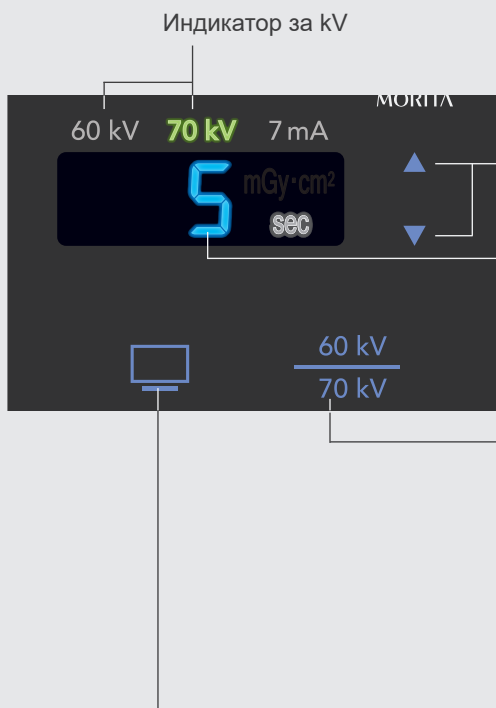 Индикатор за kV
MORITA
60 kV 70 kV 7 mA
5 mGy·cm²
sec
60 kV
70 kV